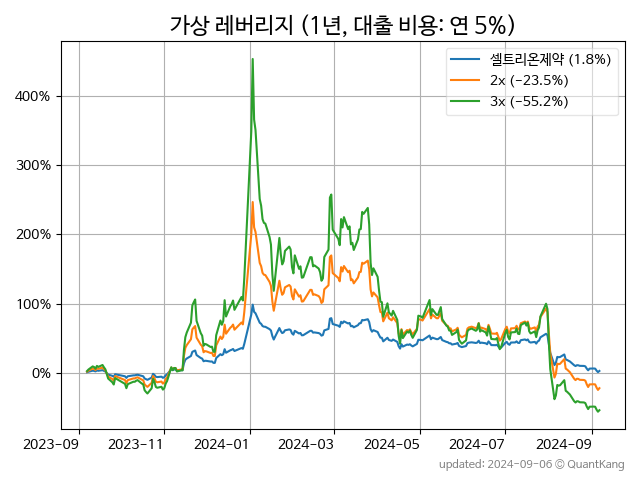 가상 레버리지 (1년, 대출 비용: 연 5%)
셀트리온제약 (1.8%)
2x (-23.5%)
3x (-55.2%)
400%
300%
200%
100%
0%
2023-09 2023-11 2024-01 2024-03 2024-05 2024-07 2024-09
updated: 2024-09-06 © QuantKang